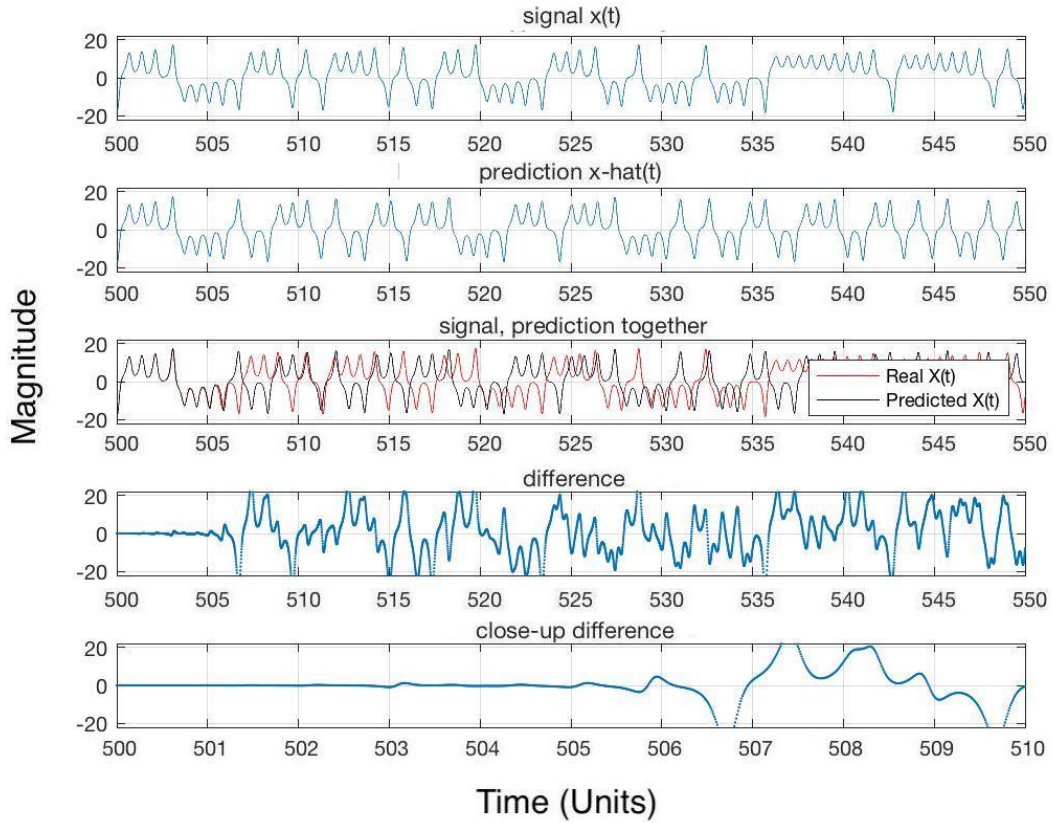 signal x(t)
20
0
-20
500 505 510 515 520 525 530 535 540 545 550
prediction x-hat(t)
20
0
-20
500 505 510 515 520 525 530 535 540 545 550
signal, prediction together
20
0
-20
Real X(t)
Predicted X(t)
500 505 510 515 520 525 530 535 540 545 550
difference
20
0
-20
500 505 510 515 520 525 530 535 540 545 550
close-up difference
20
0
-20
500 501 502 503 504 505 506 507 508 509 510
Magnitude
Time (Units)